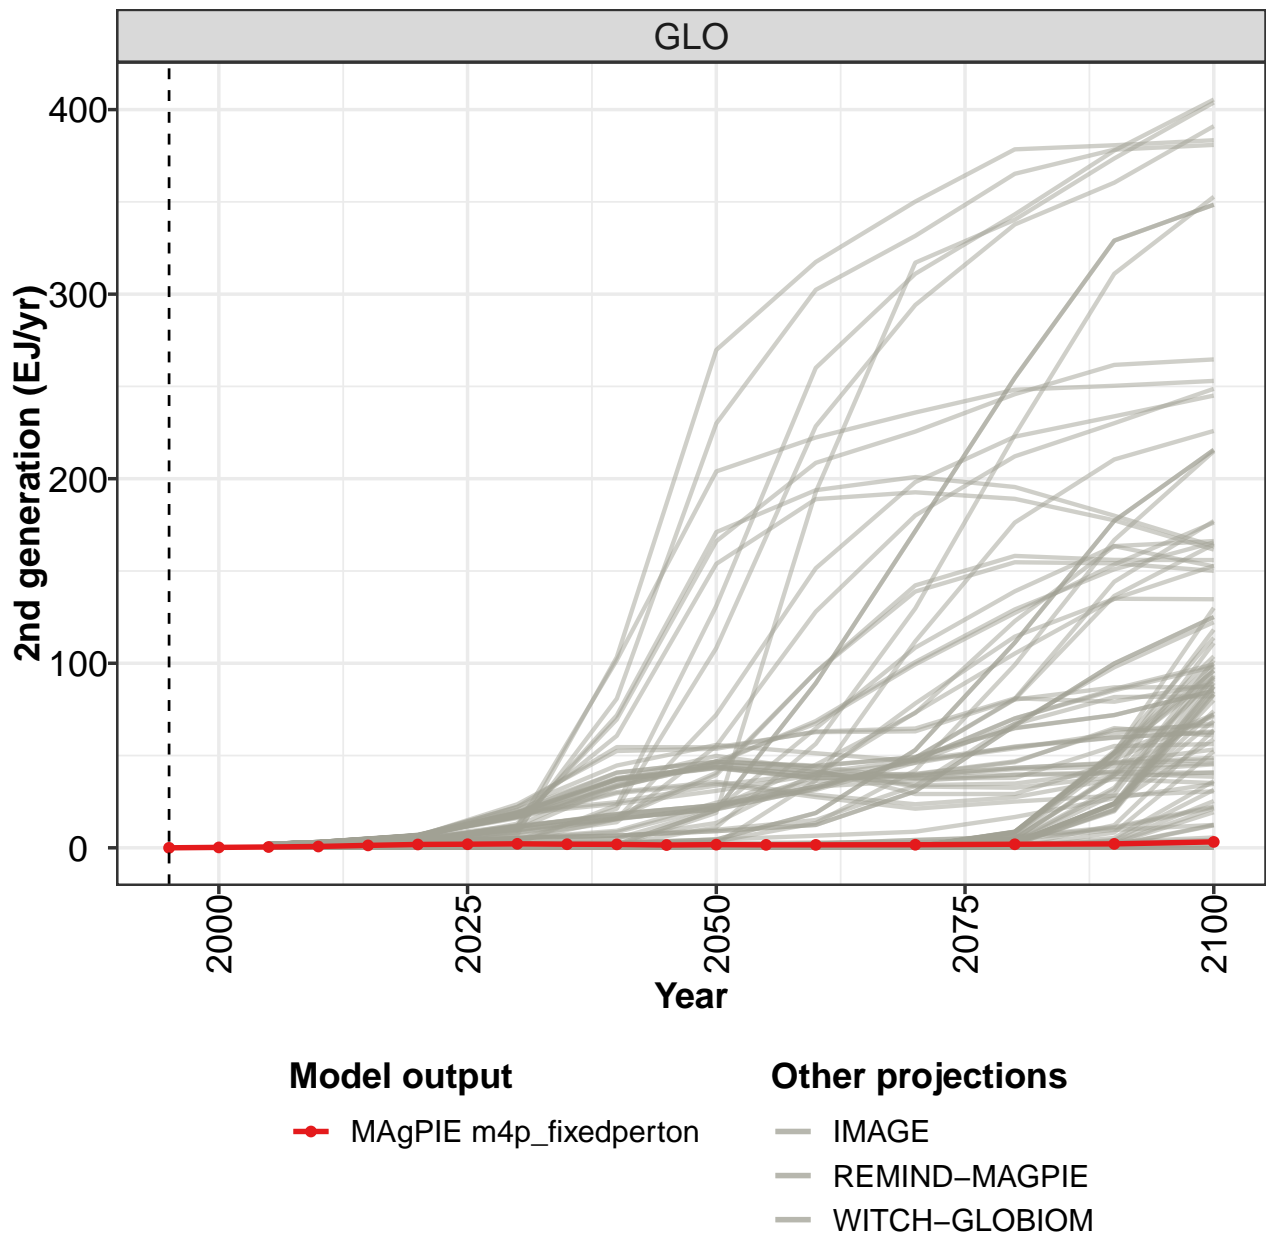 GLO
400
300
200
100
0
2nd generation (EJ/yr)
2000
2025
2050
2075
2100
Year
Model output
MAgPIE m4p_fixedperton
Other projections
IMAGE
REMIND−MAGPIE
WITCH−GLOBIOM